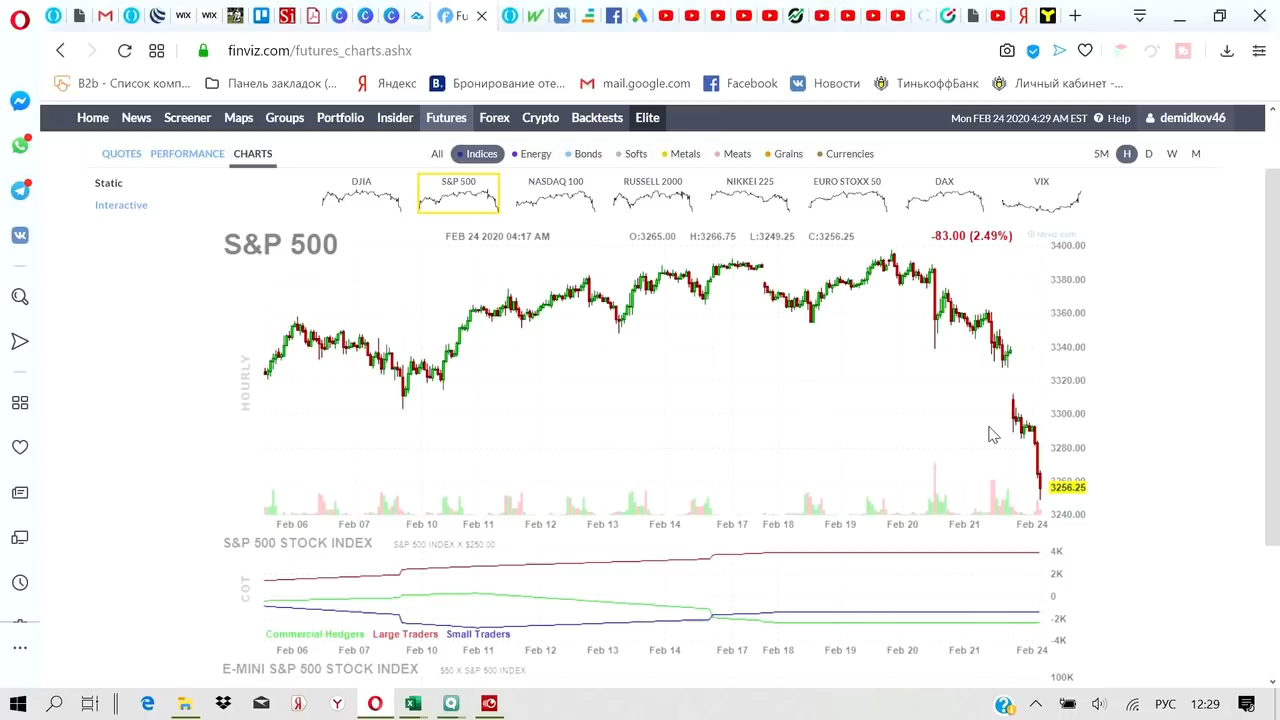 WIX WIX Si Fu
finviz.com/futures_charts.ashx
B2b - Список комп... Панель закладок (... Яндекс Бронирование оте... mail.google.com Facebook Новости ТинькоффБанк Личный кабинет -...
Home News Screener Maps Groups Portfolio Insider Futures Forex Crypto Backtests Elite Mon FEB 24 2020 4:29 AM EST Help demidkov46
QUOTES PERFORMANCE CHARTS All Indices Energy Bonds Softs Metals Meats Grains Currencies 5M H D W M
Static
Interactive
DJIA S&P 500 NASDAQ 100 RUSSELL 2000 NIKKEI 225 EURO STOXX 50 DAX VIX
S&P 500 FEB 24 2020 04:17 AM O:3265.00 H:3266.75 L:3249.25 C:3256.25 -83.00 (2.49%) © finviz.com
3400.00
3380.00
3360.00
3340.00
3320.00
3300.00
3280.00
3260.00
3256.25
3240.00
HOURLY
Feb 06 Feb 07 Feb 10 Feb 11 Feb 12 Feb 13 Feb 14 Feb 17 Feb 18 Feb 19 Feb 20 Feb 21 Feb 24
S&P 500 STOCK INDEX S&P 500 INDEX X $250.00
4K
2K
0
-2K
-4K
COT
Commercial Hedgers Large Traders Small Traders
Feb 06 Feb 07 Feb 10 Feb 11 Feb 12 Feb 13 Feb 14 Feb 17 Feb 18 Feb 19 Feb 20 Feb 21 Feb 24
E-MINI S&P 500 STOCK INDEX $50 X S&P 500 INDEX
100K
РУС 12:29